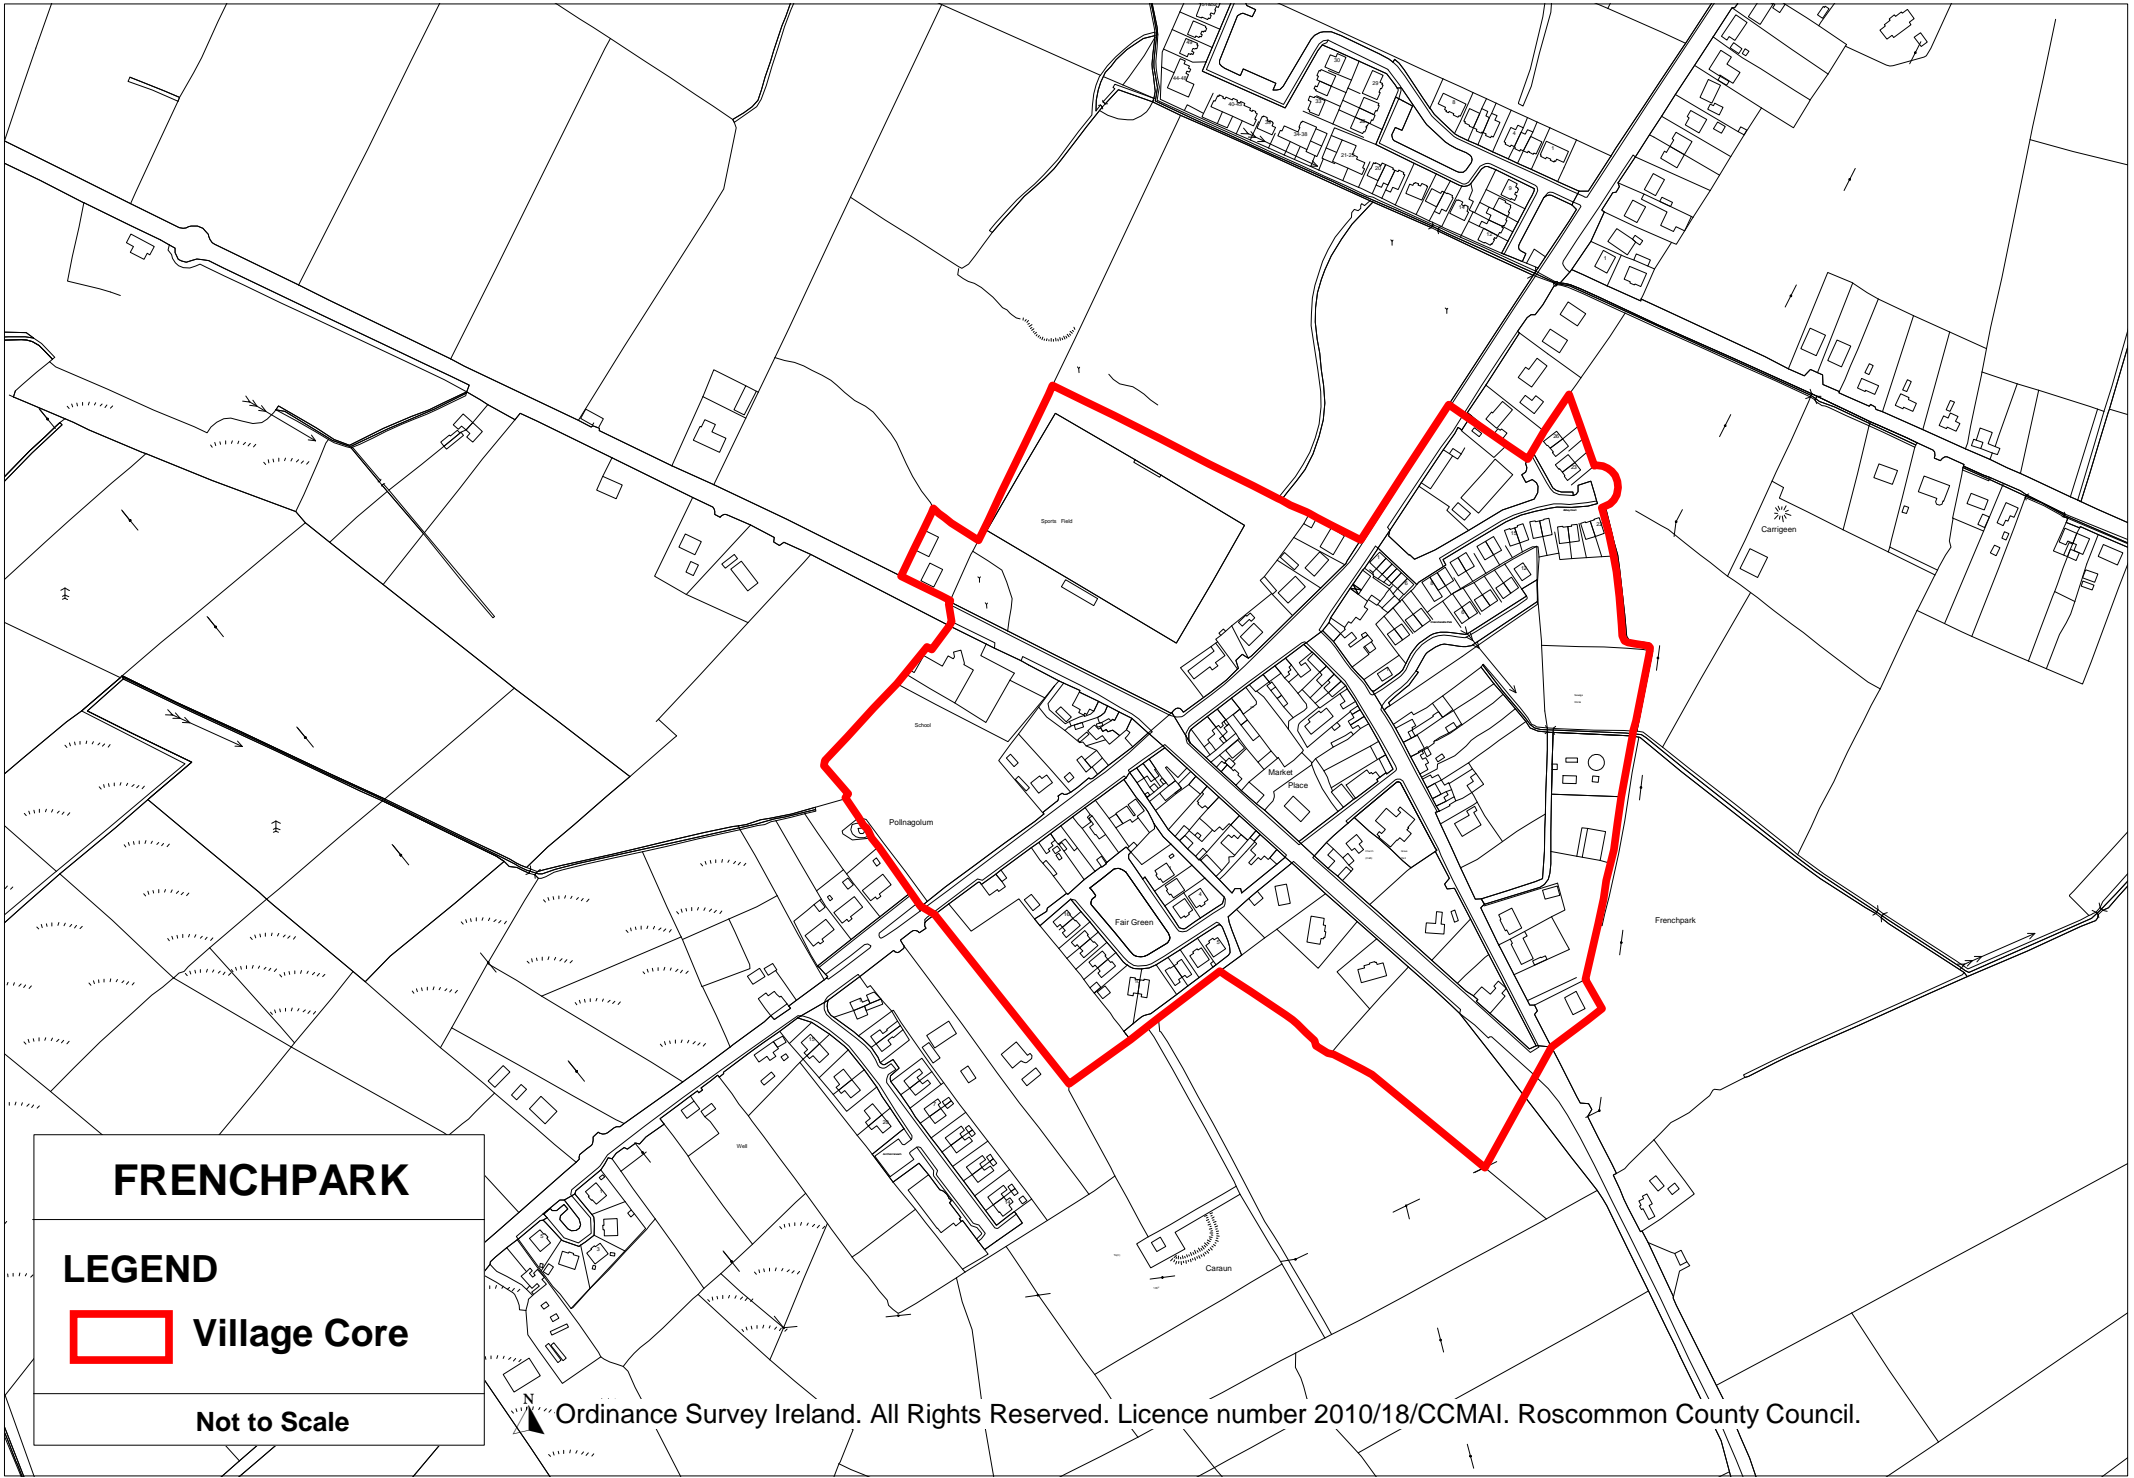 Sports Field
Carrigeen
School
Market
Place
Pollnagolum
Fair Green
Frenchpark
Well
Caraun
FRENCHPARK
LEGEND
Village Core
Not to Scale
N
Ordinance Survey Ireland. All Rights Reserved. Licence number 2010/18/CCMAI. Roscommon County Council.